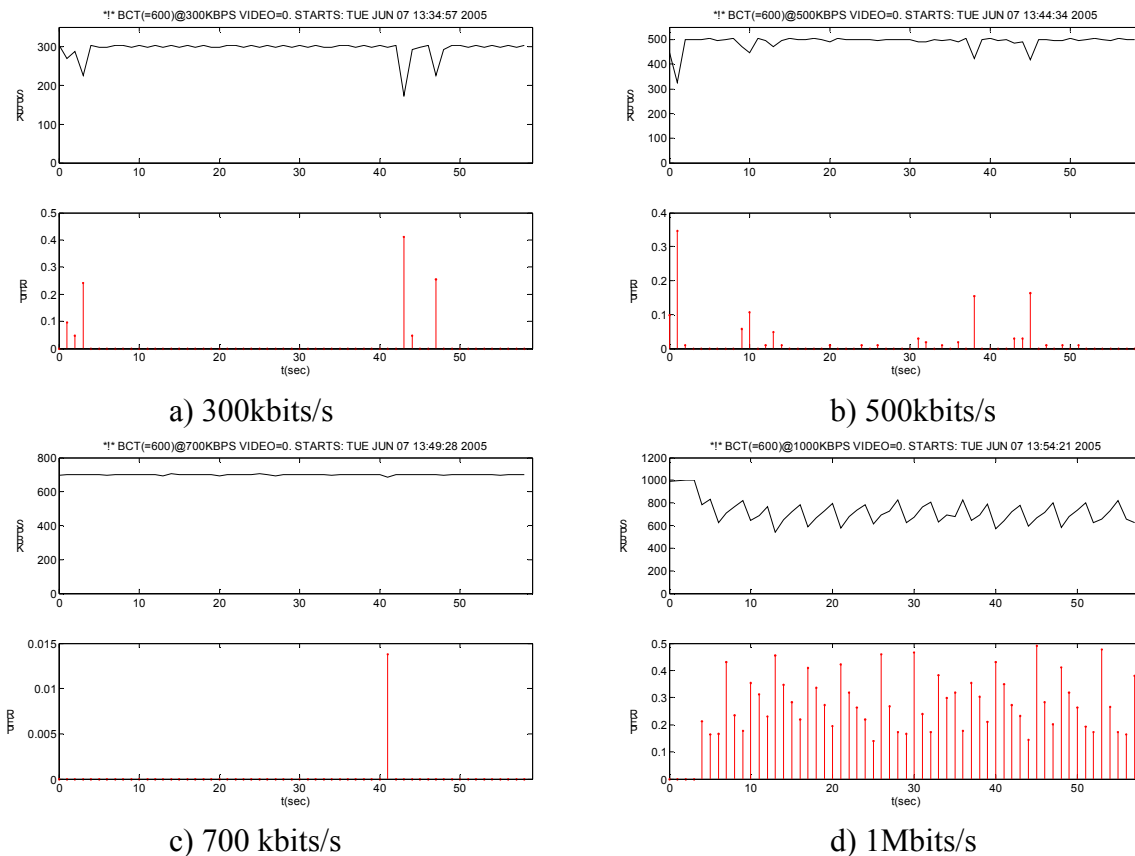 *!* BCT(=600)@300KBPS VIDEO=0. STARTS: TUE JUN 07 13:34:57 2005
300
200
100
0
0 10 20 30 40 50
0.5
0.4
0.3
0.2
0.1
0
0 10 20 30 40 50
t(sec)
a) 300kbits/s
*!* BCT(=600)@500KBPS VIDEO=0. STARTS: TUE JUN 07 13:44:34 2005
500
400
300
200
100
0
0 10 20 30 40 50
0.4
0.3
0.2
0.1
0
0 10 20 30 40 50
t(sec)
b) 500kbits/s
*!* BCT(=600)@700KBPS VIDEO=0. STARTS: TUE JUN 07 13:49:28 2005
800
600
400
200
0
0 10 20 30 40 50
0.015
0.01
0.005
0
0 10 20 30 40 50
t(sec)
c) 700 kbits/s
*!* BCT(=600)@1000KBPS VIDEO=0. STARTS: TUE JUN 07 13:54:21 2005
1200
1000
800
600
400
200
0
0 10 20 30 40 50
0.5
0.4
0.3
0.2
0.1
0
0 10 20 30 40 50
t(sec)
d) 1Mbits/s